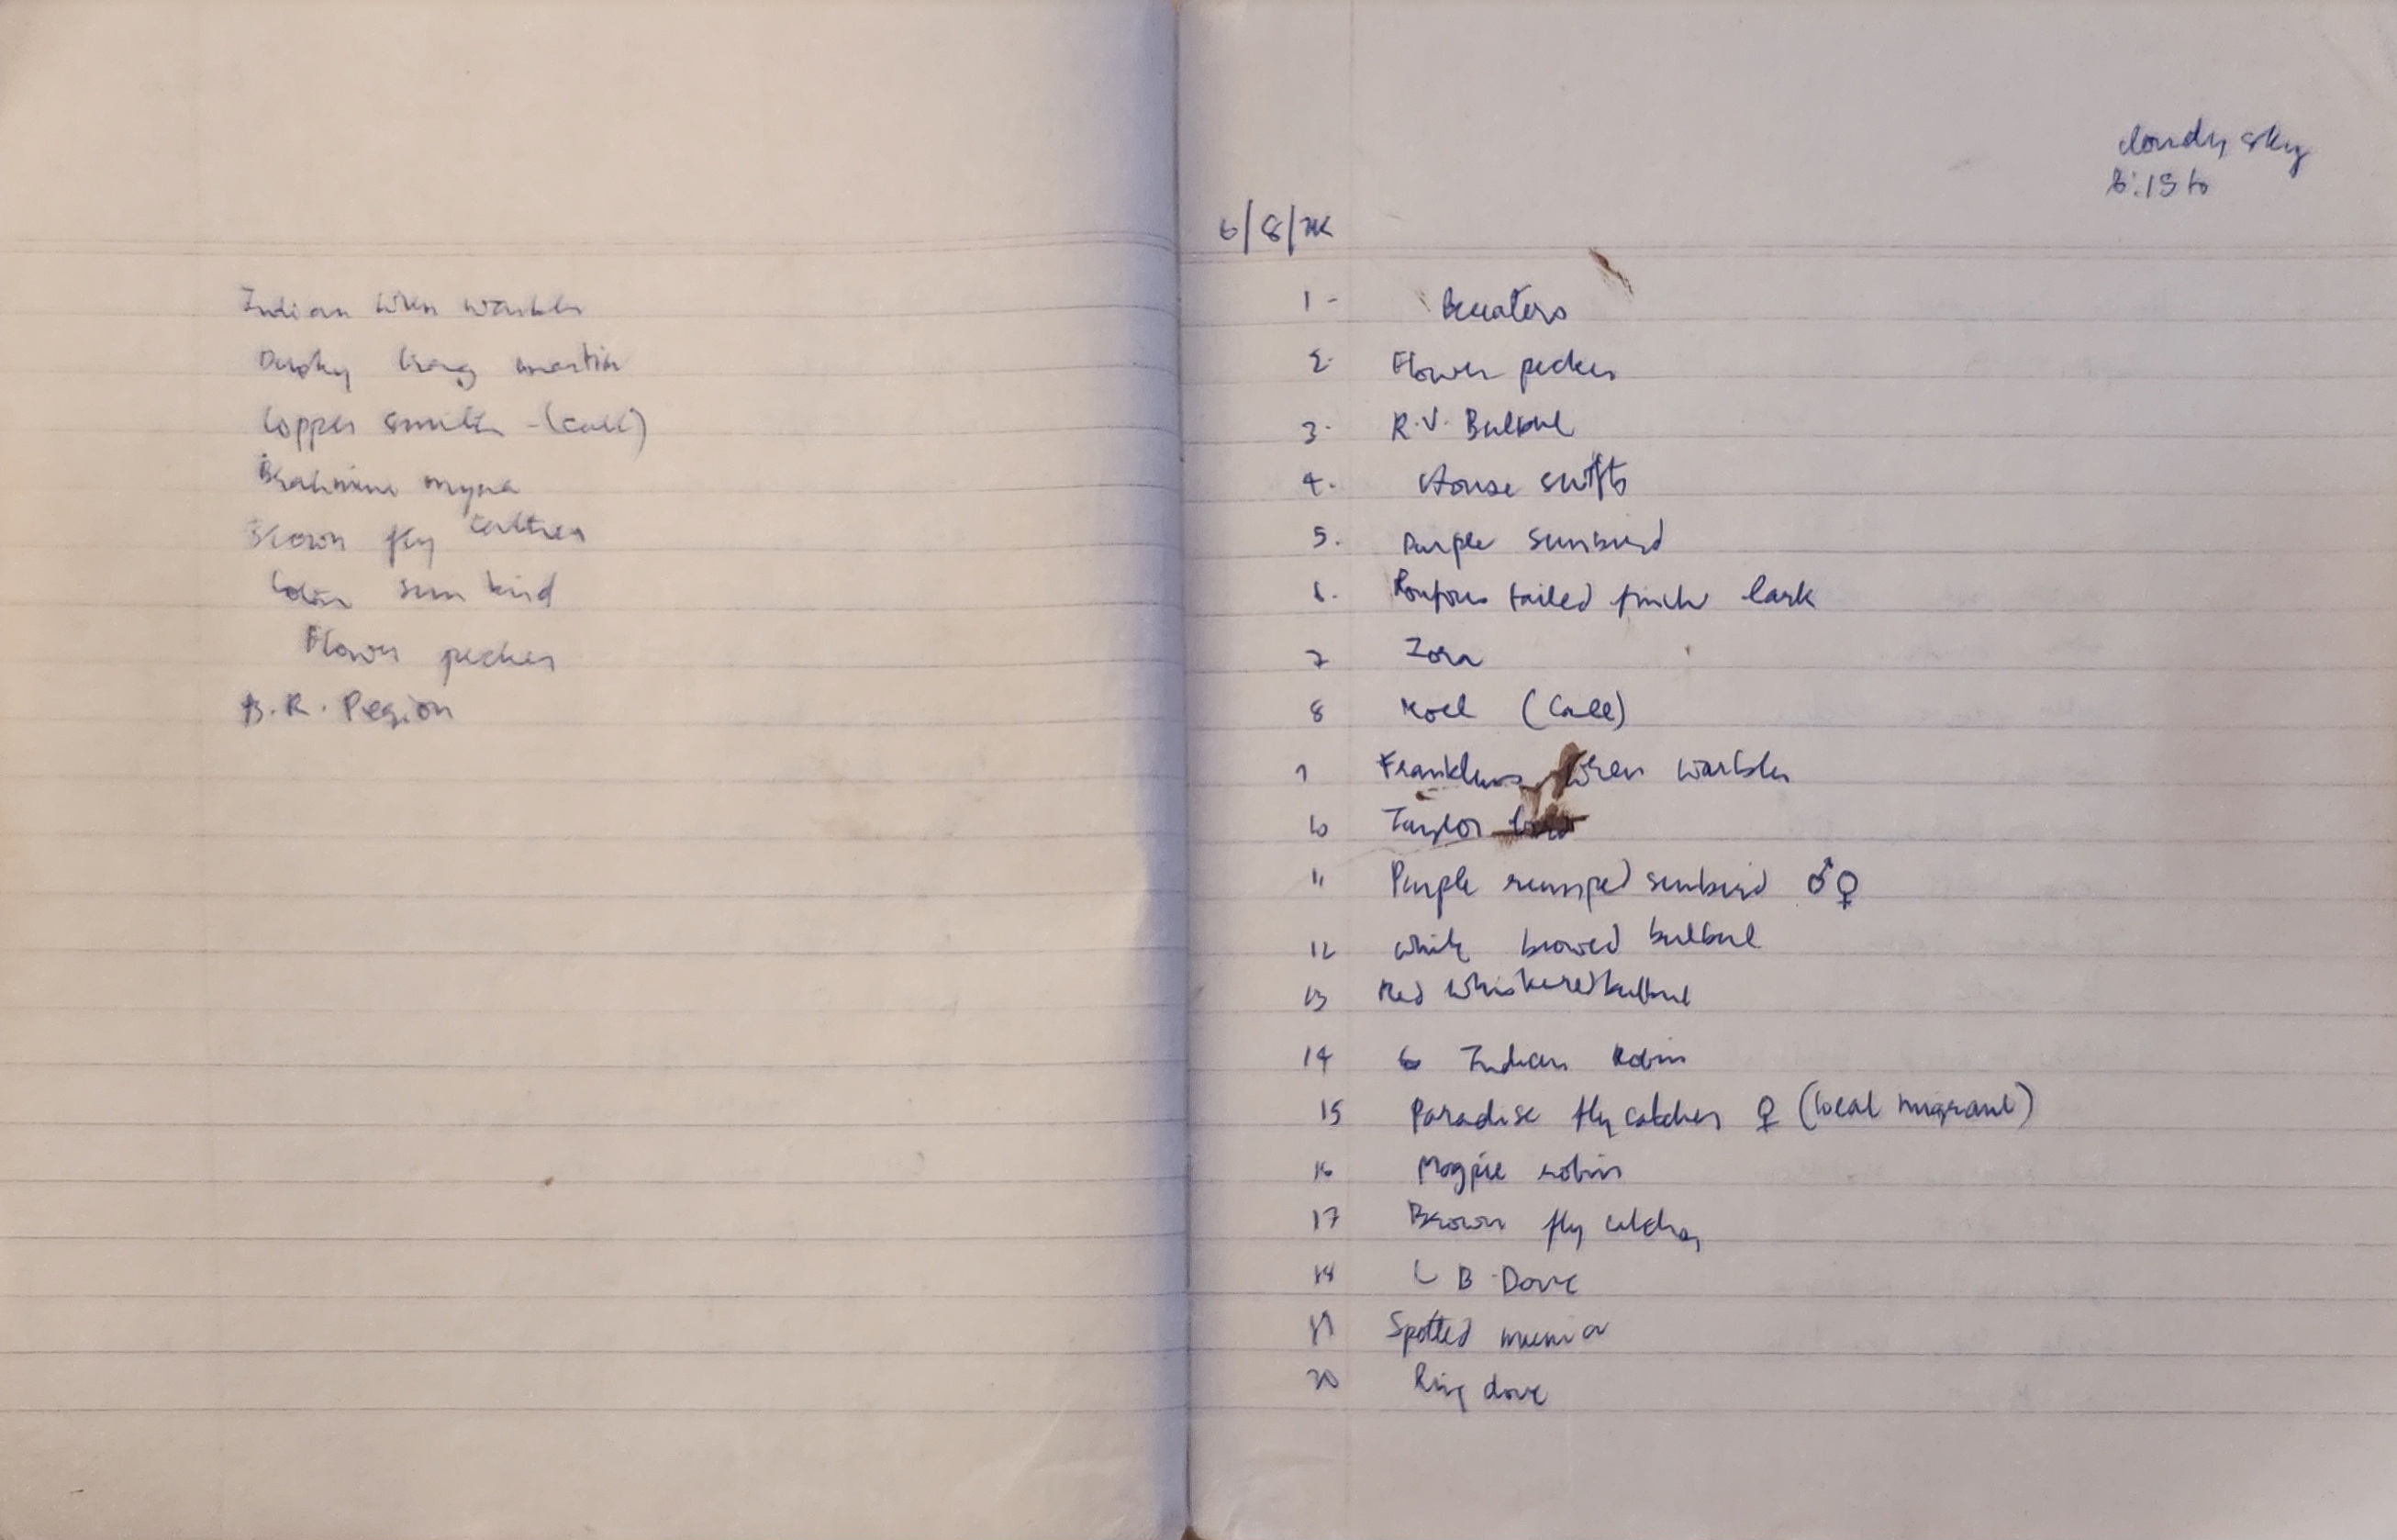 Indian wren warbler
Dusky Crag martin
Copper smith - (call)
Brahmini myna
Brown fly catcher
sun bird
Flower pecker
B. R. Pegion
cloudy sky
6:15 to
6/8/
1 - Beeaters
2. Flower pecker
3. R.V. Bulbul
4. House swifts
5. Purple sunbird
6. Roufous tailed finch lark
7 Iora
8 Koel (Call)
9 Franklins wren warbler
10 Taylor bird
11 Purple rumped sunbird ♂♀
12 White browed bulbul
13 Red whiskered bulbul
14 Indian Robin
15 Paradise fly catcher ♀ (local migrant)
16 Magpie robin
17 Brown fly catcher
18 L B Dove
19 Spotted munia
20 Ring dove